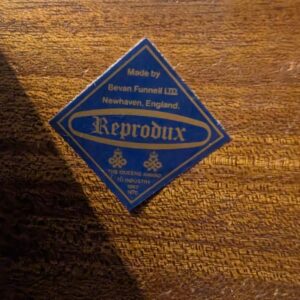 Made by
Bevan Funnell LTD.
Newhaven, England.
Reprodux
THE QUEENS AWARD
TO INDUSTRY